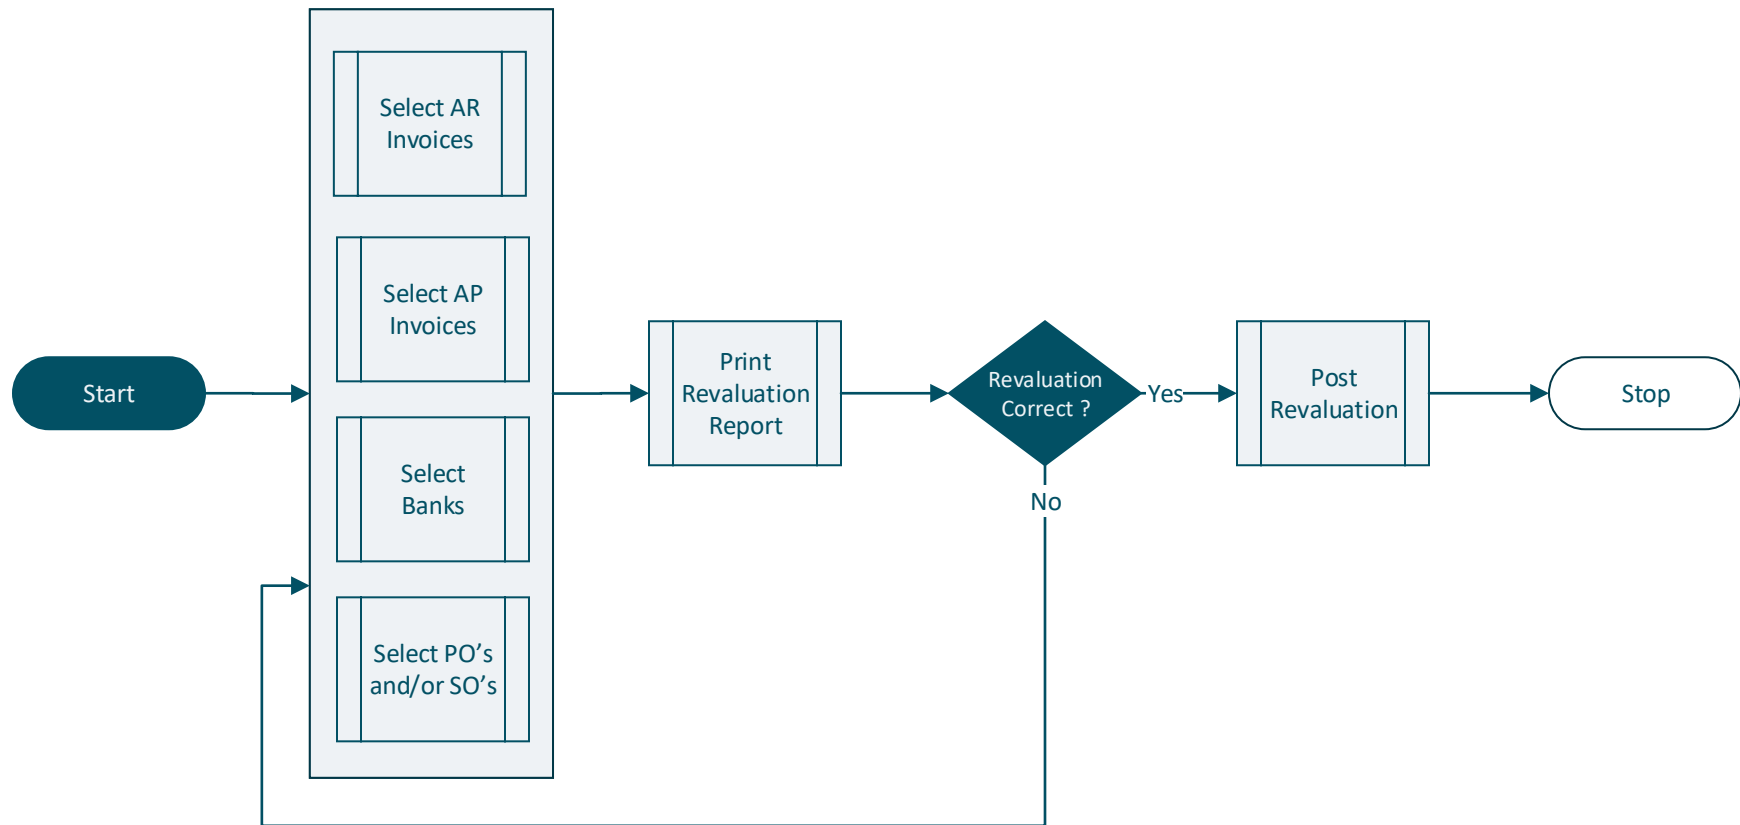 Start
Select AR
Invoices
Select AP
Invoices
Select
Banks
Select PO’s
and/or SO’s
Print
Revaluation
Report
Revaluation
Correct ?
Yes
No
Post
Revaluation
Stop